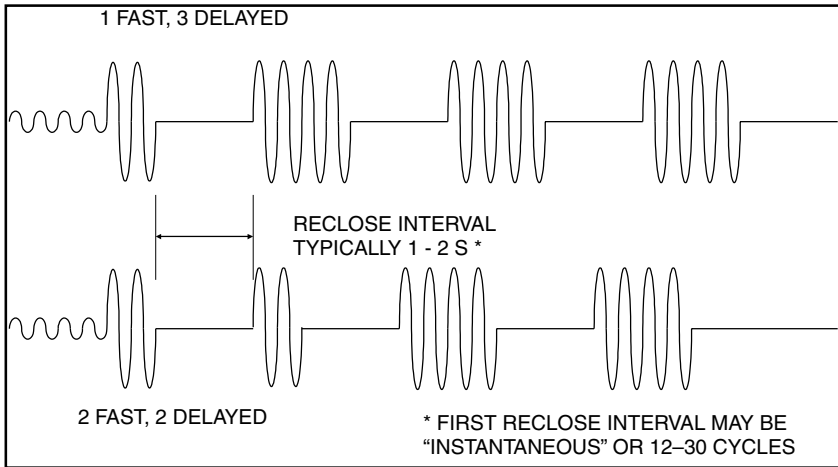 1 FAST, 3 DELAYED
RECLOSE INTERVAL
TYPICALLY 1 - 2 S *
2 FAST, 2 DELAYED
* FIRST RECLOSE INTERVAL MAY BE
“INSTANTANEOUS” OR 12–30 CYCLES